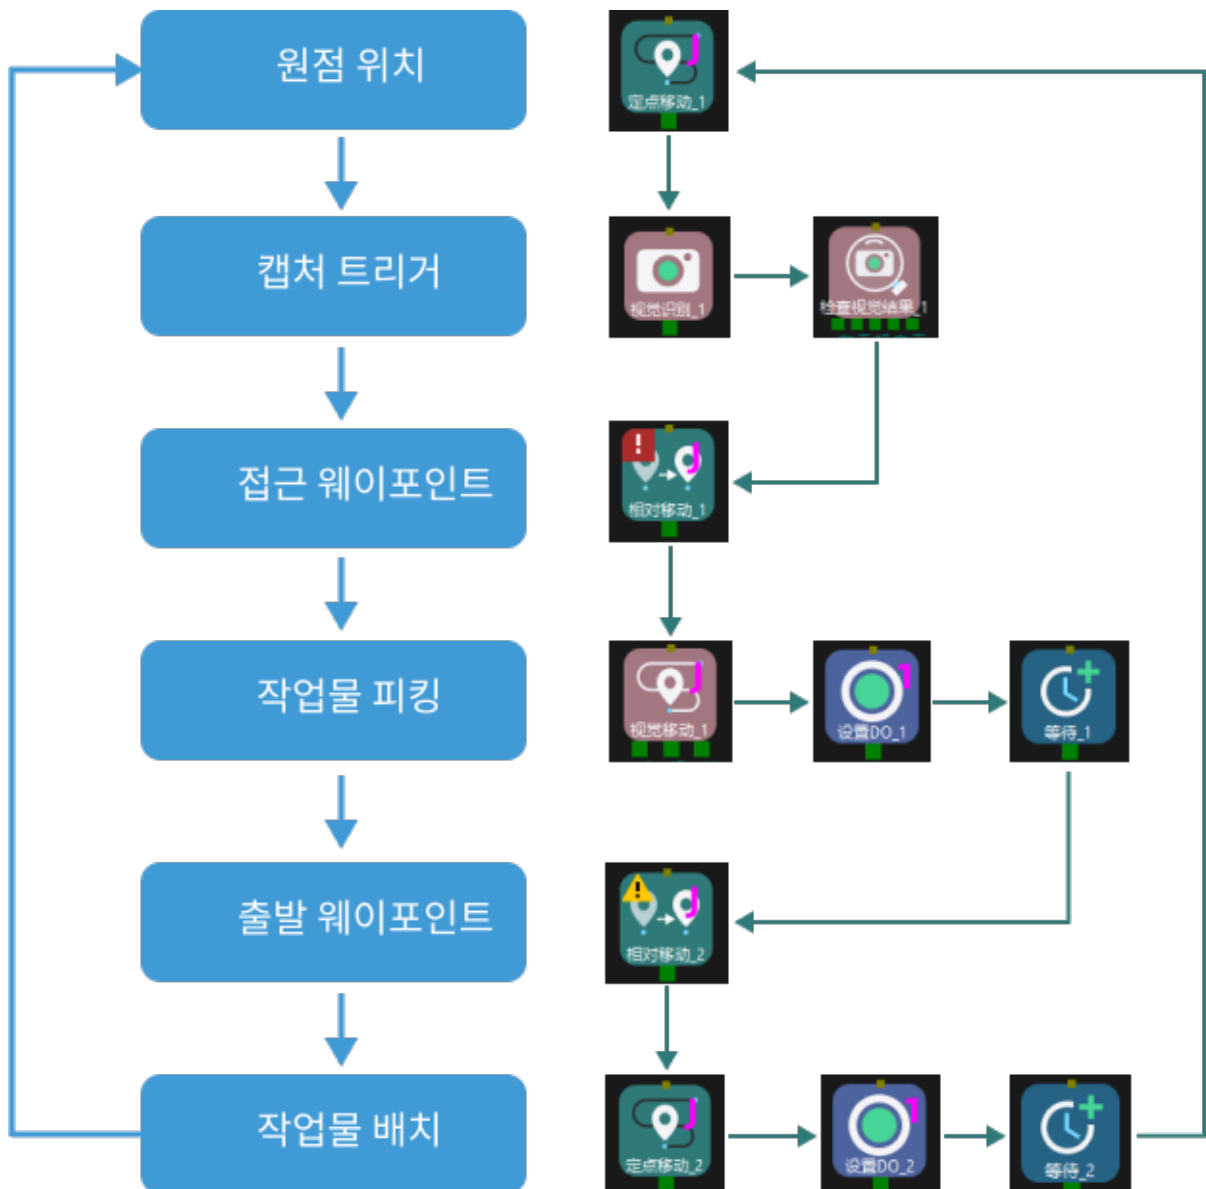 원점 위치
定点移动_1
캡처 트리거
视觉识别_1
检查视觉结果_1
접근 웨이포인트
相对移动_1
작업물 피킹
视觉移动_1
设置DO_1
等待_1
출발 웨이포인트
相对移动_2
작업물 배치
定点移动_2
设置DO_2
等待_2